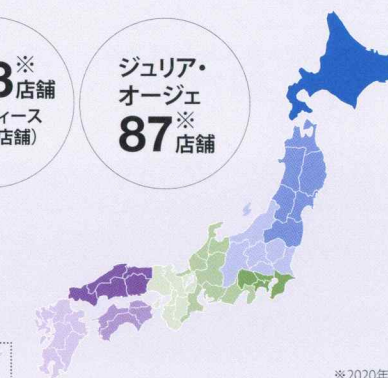 3※店舗
ィース
店舗)
ジュリア・
オージェ
87※店舗
※2020年